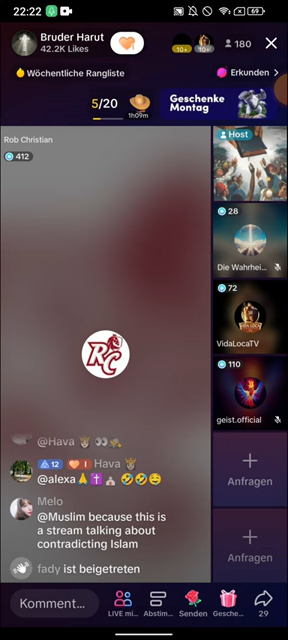 22:22
69
Bruder Harut
42.2K Likes
10+
10+
180
Wöchentliche Rangliste
Erkunden
5/20
1h09m
Geschenke
Montag
Rob Christian
412
Host
28
Die Wahrhei...
72
VidaLocaTV
110
geist.official
RC
@Hava
12
I
Hava
@alexa
Melo
@Muslim because this is
a stream talking about
contradicting Islam
fady ist beigetreten
Anfragen
Anfragen
Komment...
LIVE mi...
Abstim...
Senden
Gesche...
29